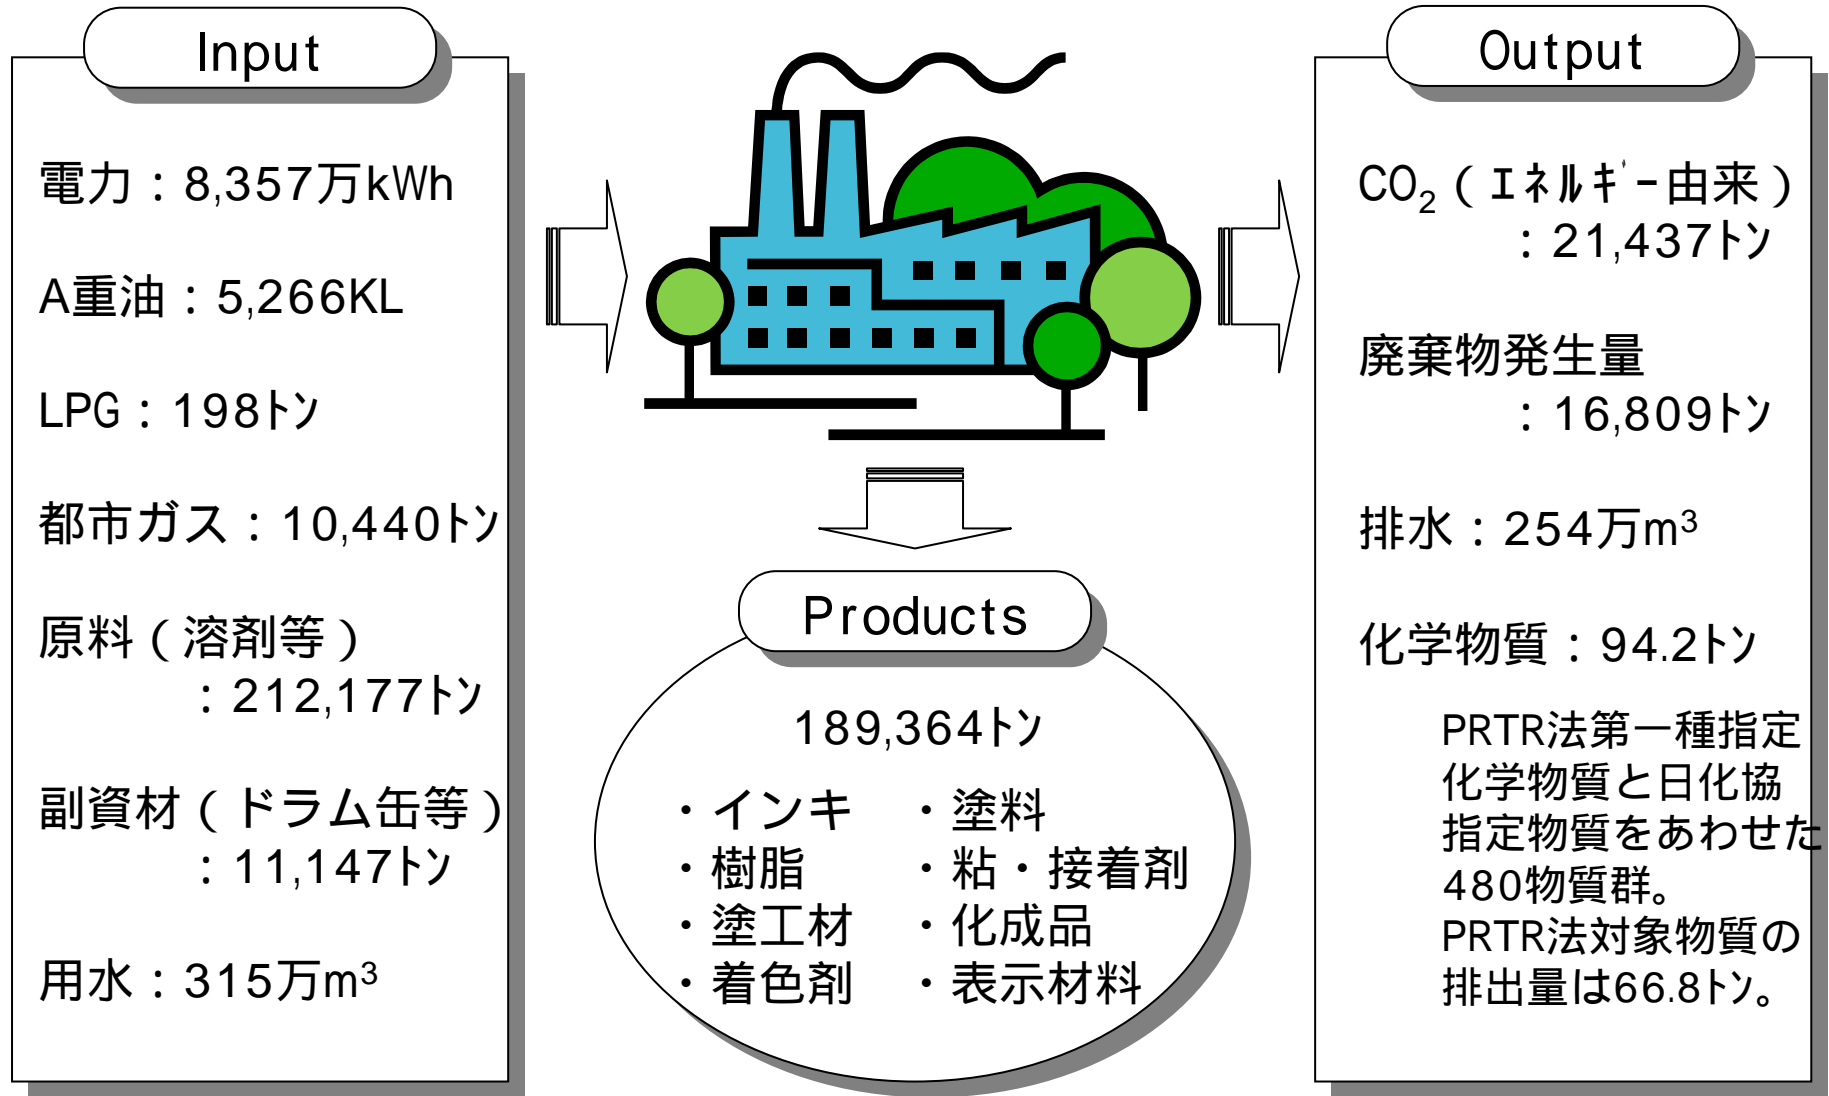 Input
電力：8,357万kWh
A重油：5,266KL
LPG：198ﾄﾝ
都市ガス：10,440ﾄﾝ
原料（溶剤等）
：212,177ﾄﾝ
副資材（ドラム缶等）
：11,147ﾄﾝ
用水：315万m³
Products
189,364ﾄﾝ
・インキ ・塗料
・樹脂 ・粘・接着剤
・塗工材 ・化成品
・着色剤 ・表示材料
Output
CO₂（ｴﾈﾙｷﾞｰ由来）
：21,437ﾄﾝ
廃棄物発生量
：16,809ﾄﾝ
排水：254万m³
化学物質：94.2ﾄﾝ
PRTR法第一種指定
化学物質と日化協
指定物質をあわせた
480物質群。
PRTR法対象物質の
排出量は66.8ﾄﾝ。